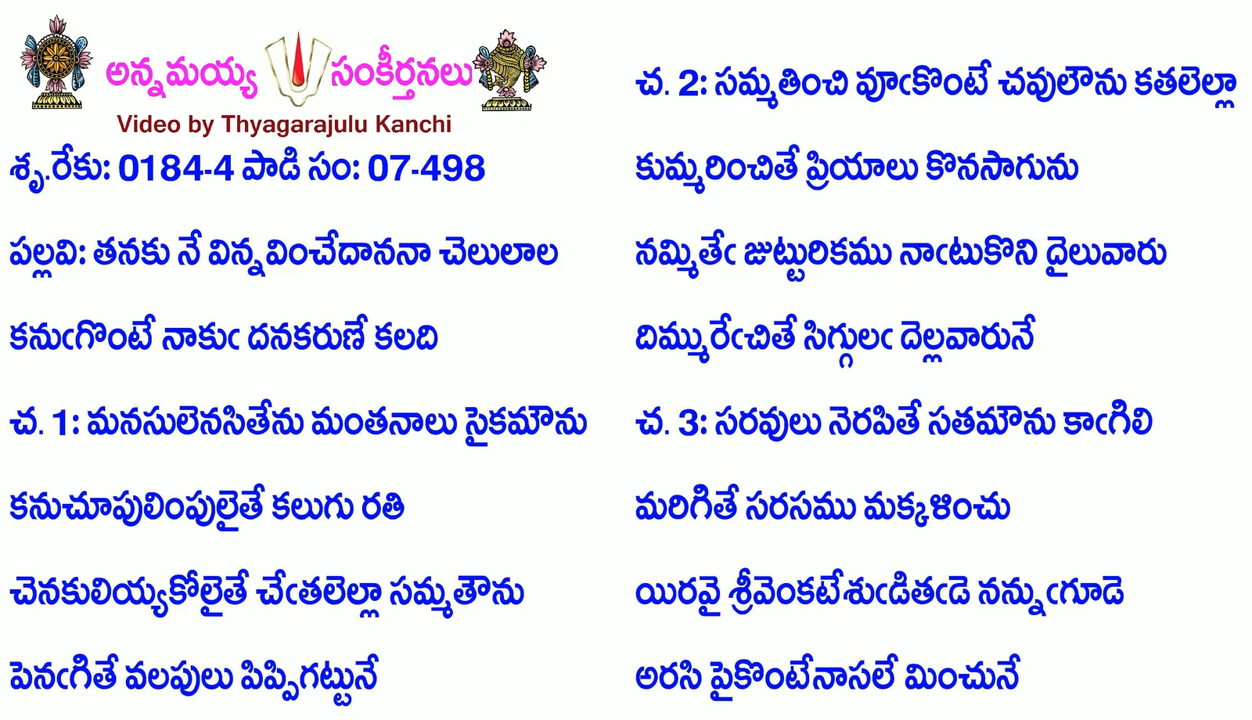 అన్నమయ్య సంకీర్తనలు
Video by Thyagarajulu Kanchi
శృ.రేకు: 0184-4 పాడి సం: 07-498
పల్లవి: తనకు నే విన్నవించేదాననా చెలులాల
కనుఁగొంటే నాకుఁ దనకరుణే కలది
చ. 1: మనసులెనసితేను మంతనాలు సైకమౌను
కనుచూపులింపులైతే కలుగు రతి
చెనకులియ్యకోలైతే చేఁతలెల్లా సమ్మతౌను
పెనఁగితే వలపులు పిప్పిగట్టునే
చ. 2: సమ్మతించి వూఁకొంటే చవులౌను కతలెల్లా
కుమ్మరించితే ప్రియాలు కొనసాగును
నమ్మితేఁ జుట్టురికము నాఁటుకొని దైలువారు
దిమ్మురేఁచితే సిగ్గులఁ దెల్లవారునే
చ. 3: సరవులు నెరపితే సతమౌను కాఁగిలి
మరిగితే సరసము మక్కళించు
యిరవై శ్రీవెంకటేశుఁడితఁడె నన్నుఁగూడె
అరసి పైకొంటేనాసలే మించునే